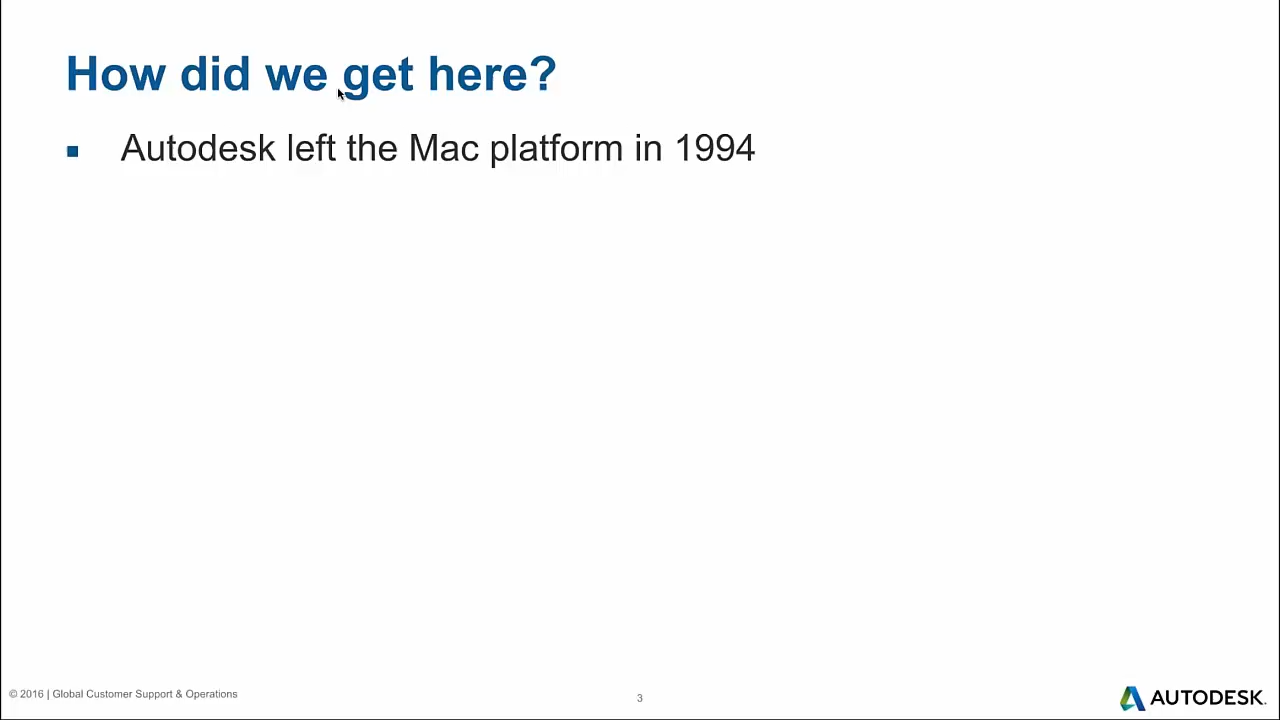 How did we get here?
▪ Autodesk left the Mac platform in 1994
© 2016 | Global Customer Support & Operations
3
AUTODESK.